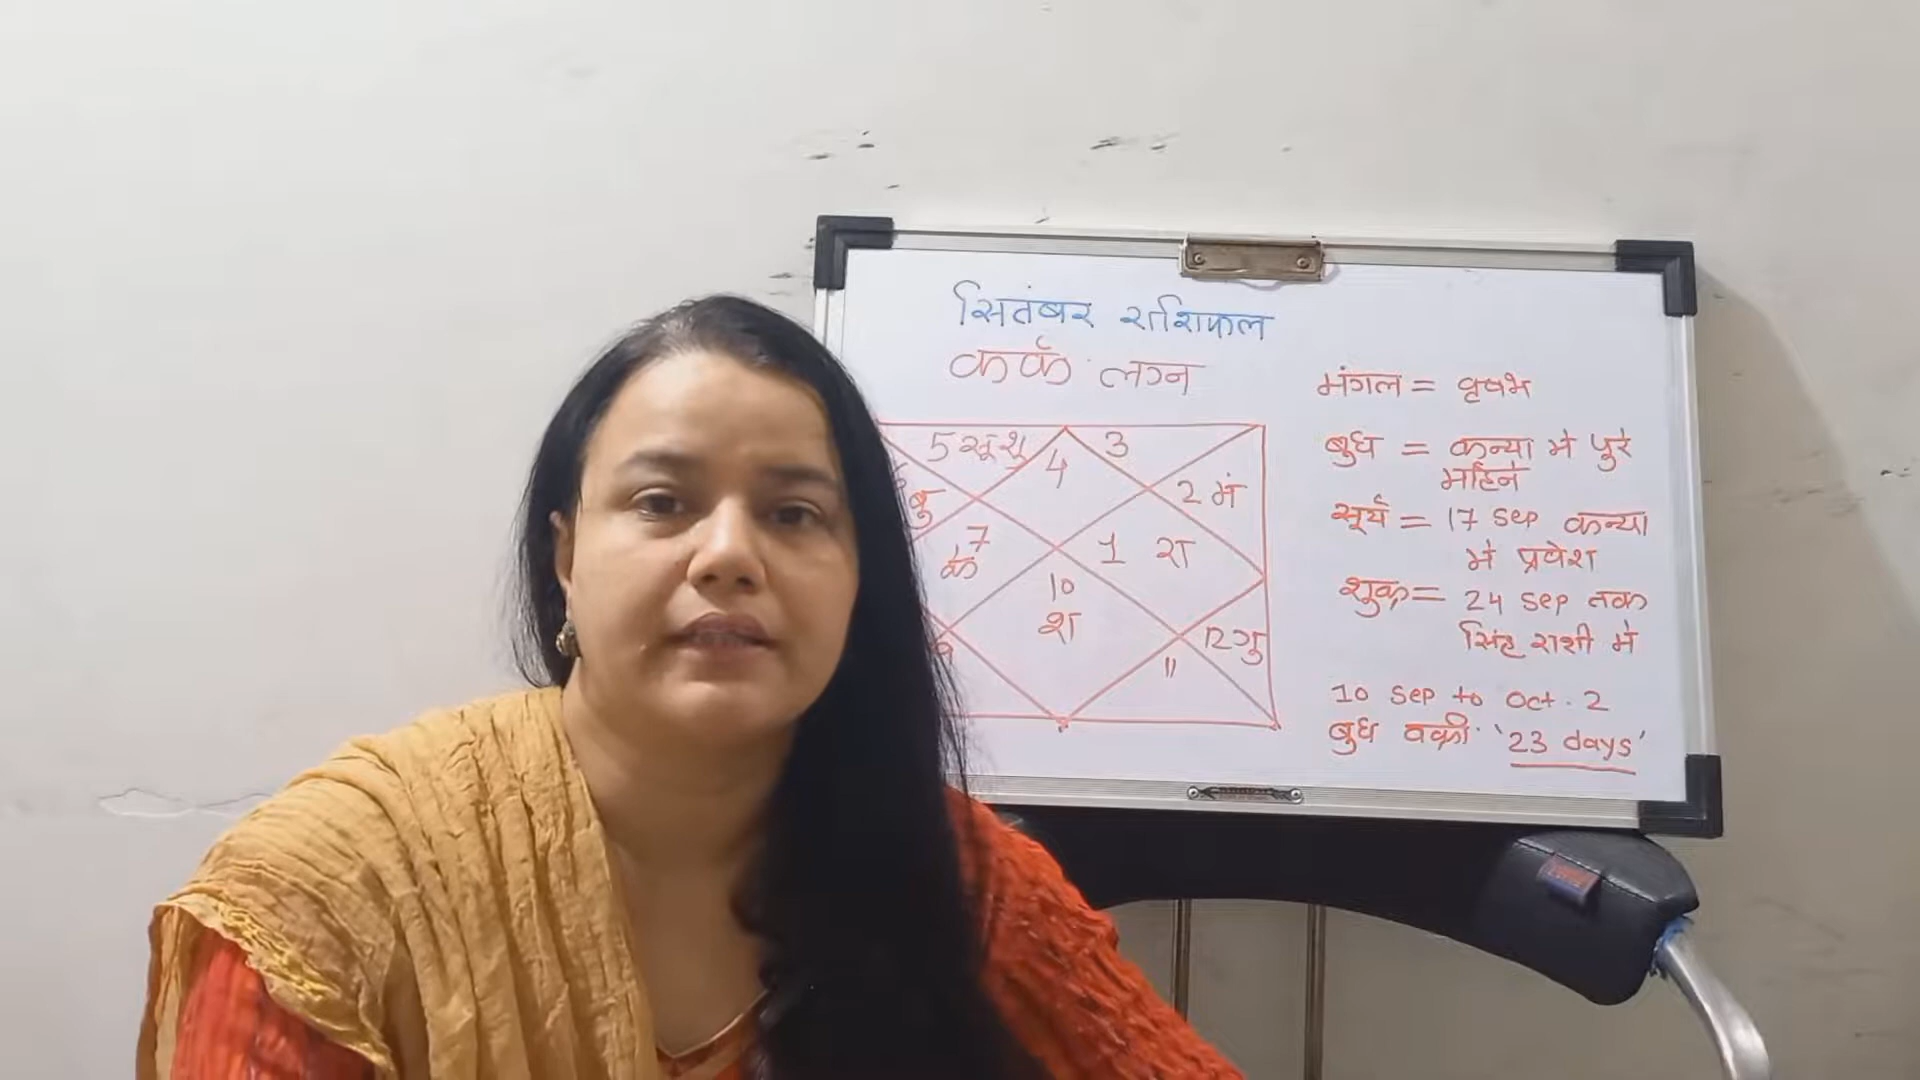 सितंबर राशिफल
कर्क लग्न
5 सू शु
4
3
2 मं
बु
7
के
1 रा
10
श
12 गु
11
मंगल = वृषभ
बुध = कन्या मे पुरे
महिने
सूर्य = 17 Sep कन्या
मे प्रवेश
शुक्र = 24 Sep तक
सिंह राशी मे
10 Sep to Oct. 2
बुध वक्री '23 days'